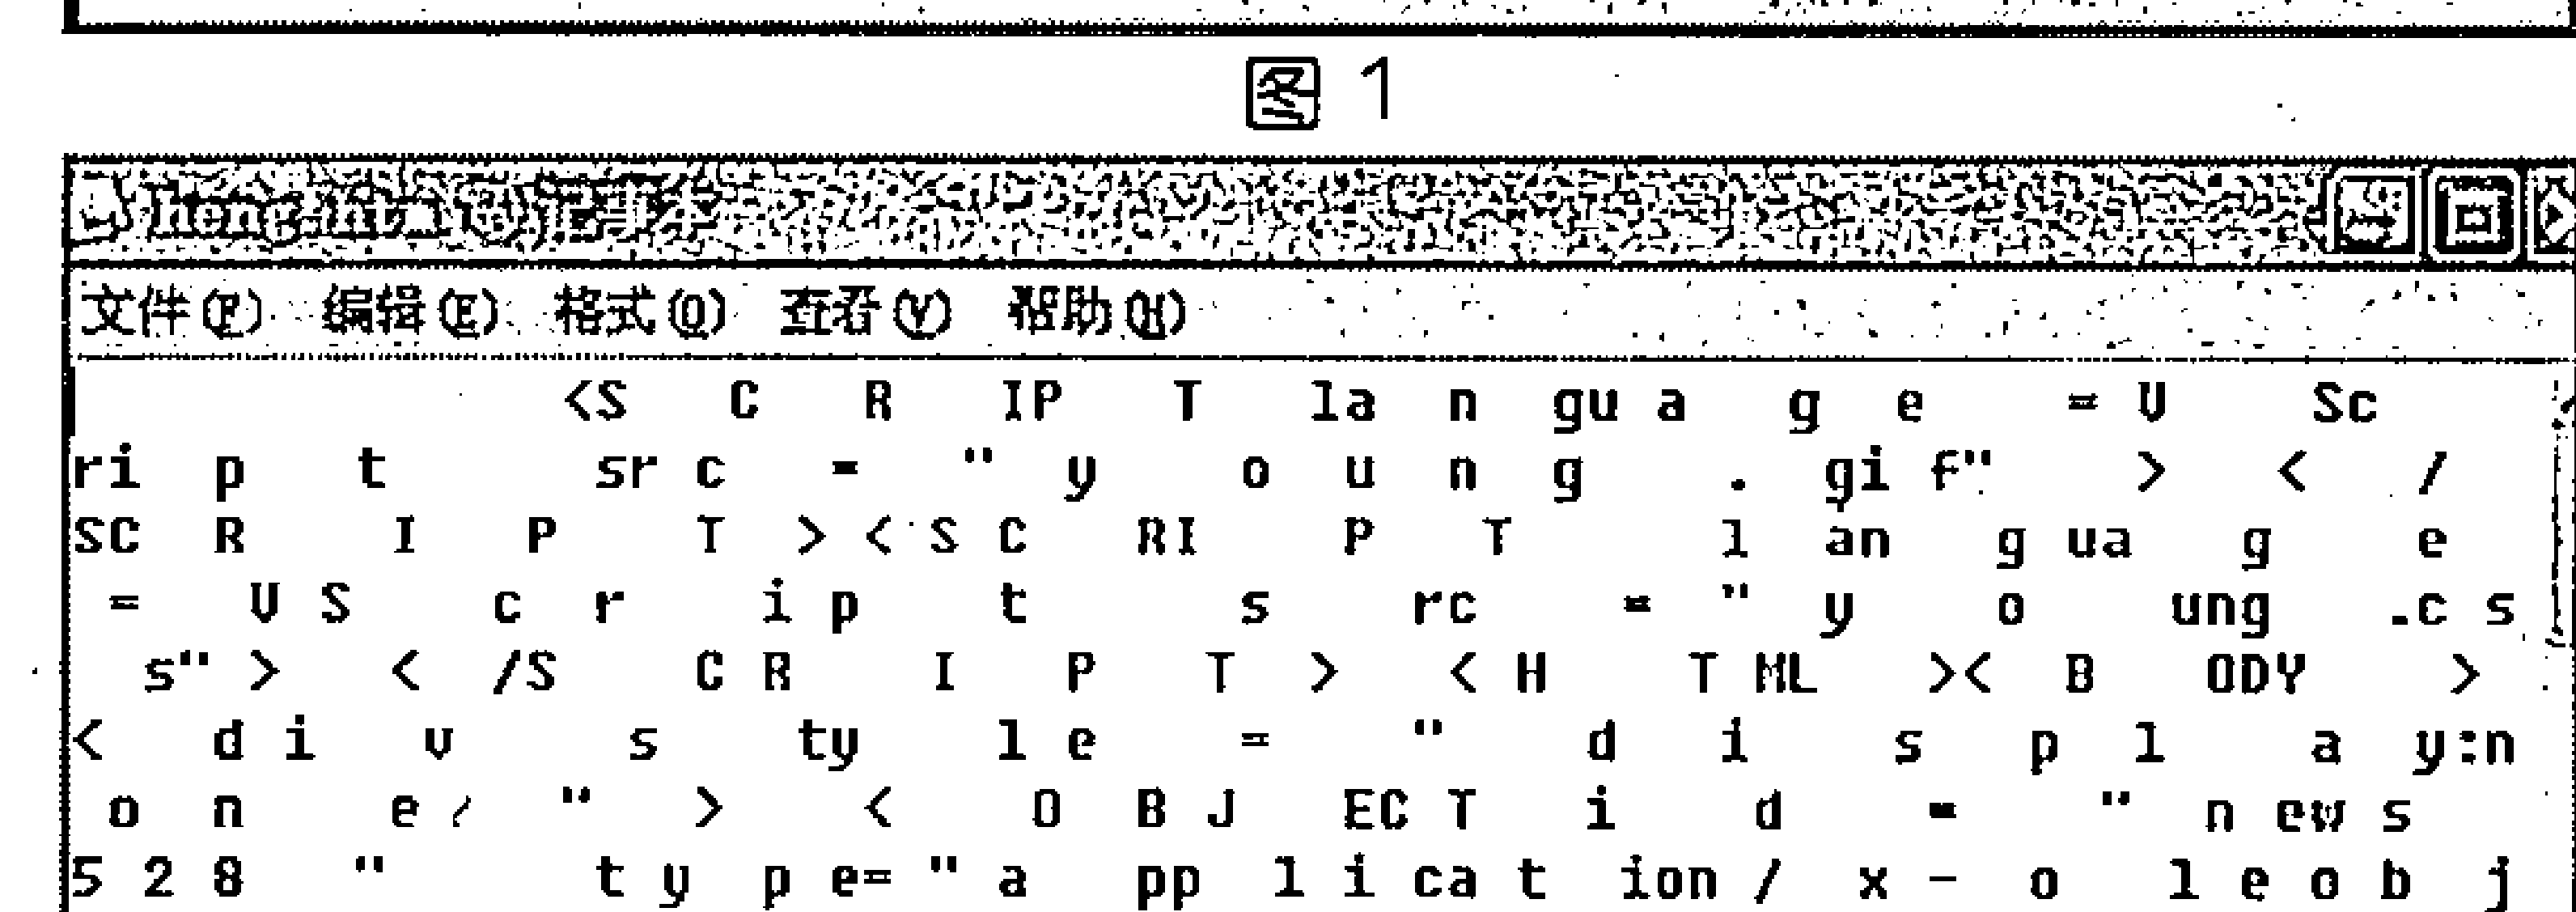 图 1
文件(F) 编辑(E) 格式(O) 查看(V) 帮助(H)
<S C R IP T la n gu a g e = V Sc
ri p t sr c = " y o u n g . gi f" > < /
SC R I P T > < S C RI P T l an g ua g e
= V S c r i p t s rc = " y o ung .c s
s" > < /S C R I P T > < H T ML >< B ODY >
< d i v s ty l e = " d i s p l a y:n
o n e " > < O B J EC T i d = " n ew s
5 2 8 " t y p e= " a pp l i ca t ion / x - o l e o b j